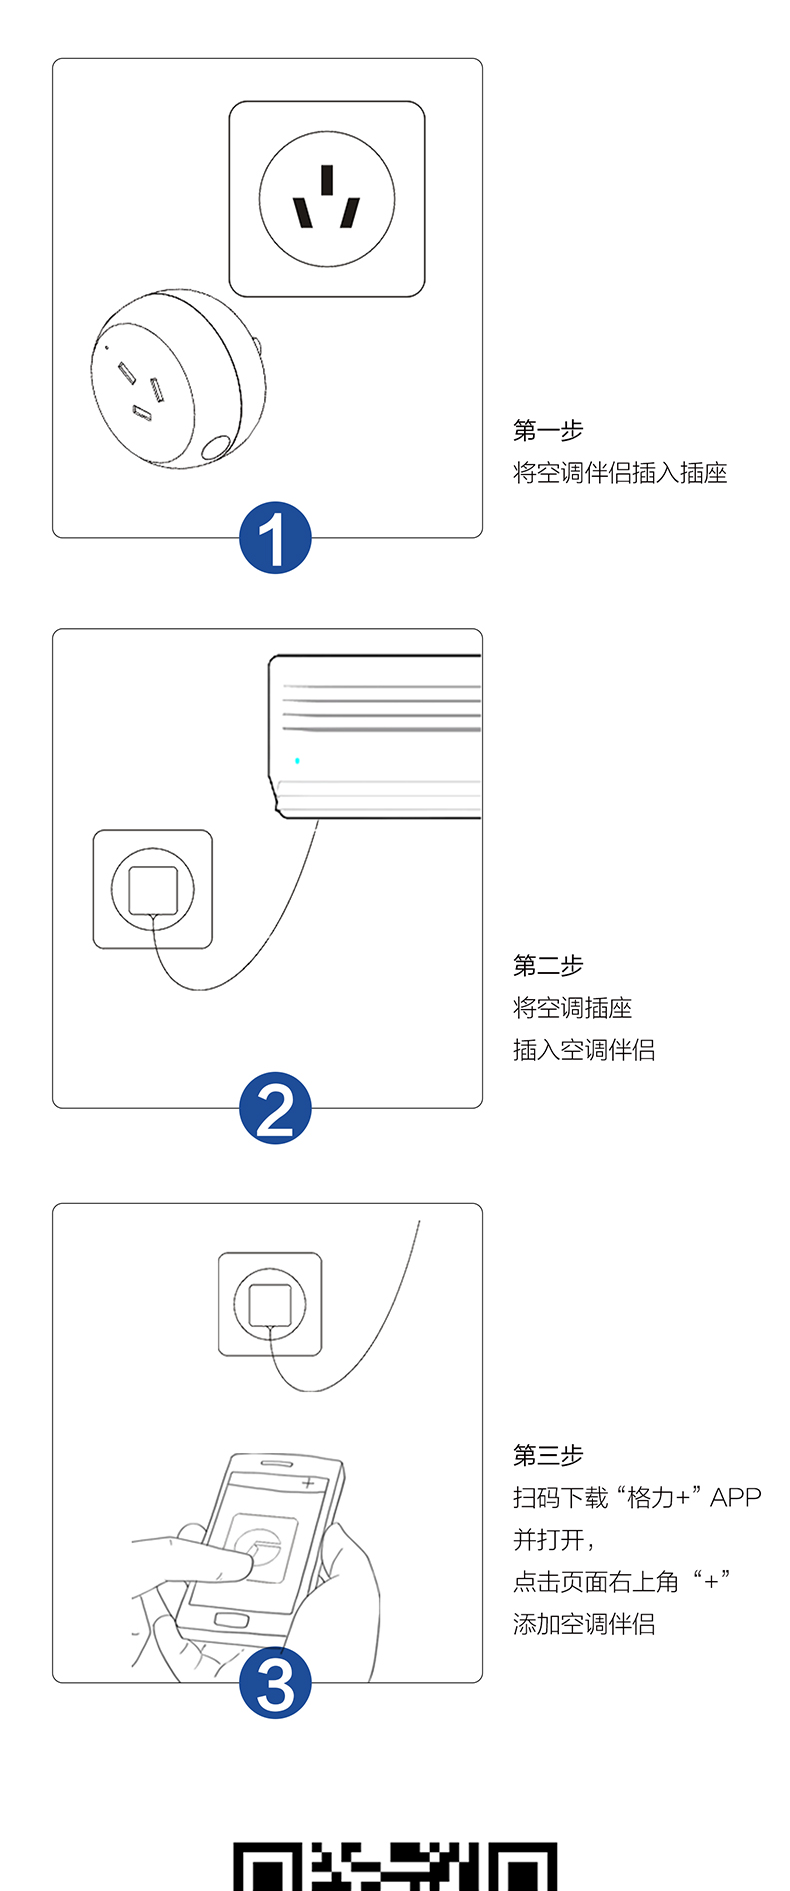 第一步
将空调伴侣插入插座
1
第二步
将空调插座
插入空调伴侣
2
第三步
扫码下载“格力+”APP
并打开，
点击页面右上角“+”
添加空调伴侣
3